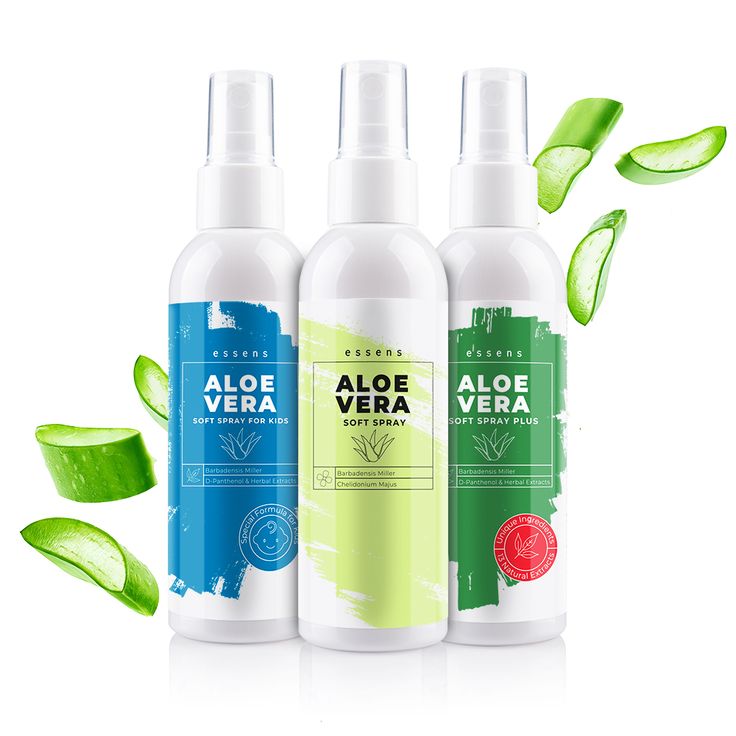 essens
ALOE
VERA
SOFT SPRAY FOR KIDS
Barbadensis Miller
D-Panthenol & Herbal Extracts
Special Formula for Kids
essens
ALOE
VERA
SOFT SPRAY
Barbadensis Miller
Chelidonium Majus
essens
ALOE
VERA
SOFT SPRAY PLUS
Barbadensis Miller
D-Panthenol & Herbal Extracts
Unique Ingredients
13 Natural Extracts